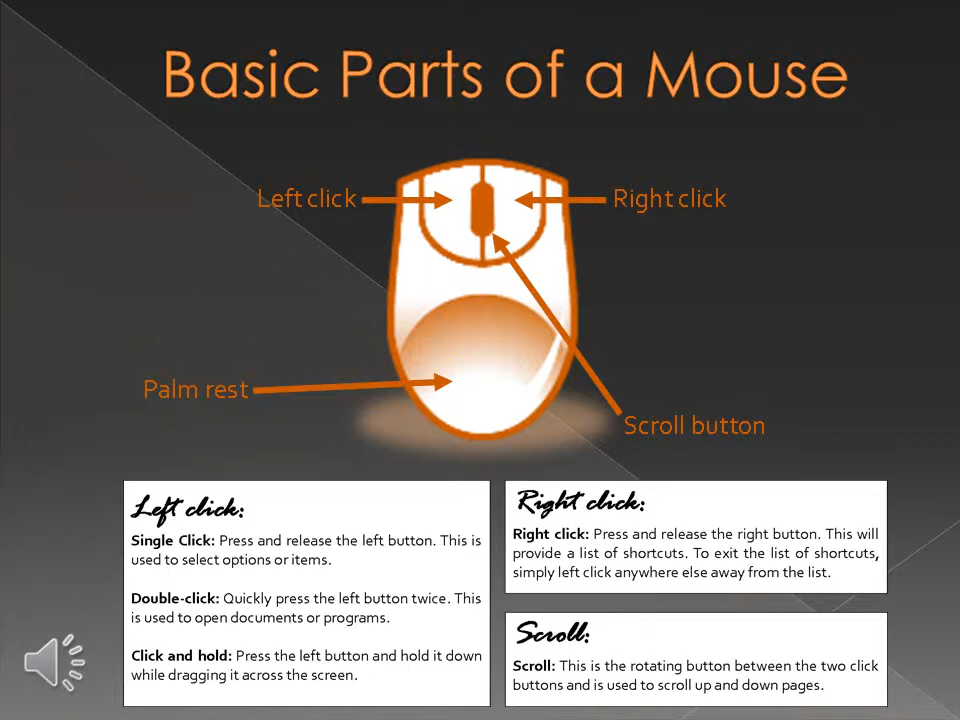 Basic Parts of a Mouse
Left click
Right click
Palm rest
Scroll button
Left click:
Single Click: Press and release the left button. This is
used to select options or items.
Double-click: Quickly press the left button twice. This
is used to open documents or programs.
Click and hold: Press the left button and hold it down
while dragging it across the screen.
Right click:
Right click: Press and release the right button. This will
provide a list of shortcuts. To exit the list of shortcuts,
simply left click anywhere else away from the list.
Scroll:
Scroll: This is the rotating button between the two click
buttons and is used to scroll up and down pages.